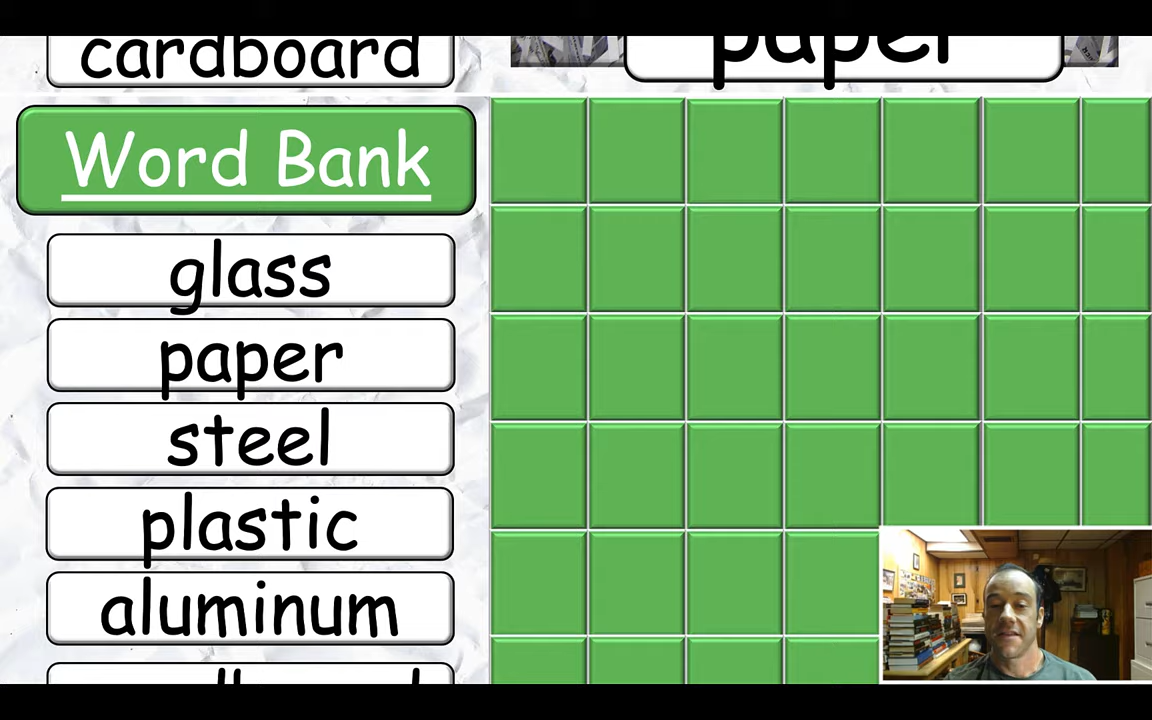 cardboard
paper
Word Bank
glass
paper
steel
plastic
aluminum